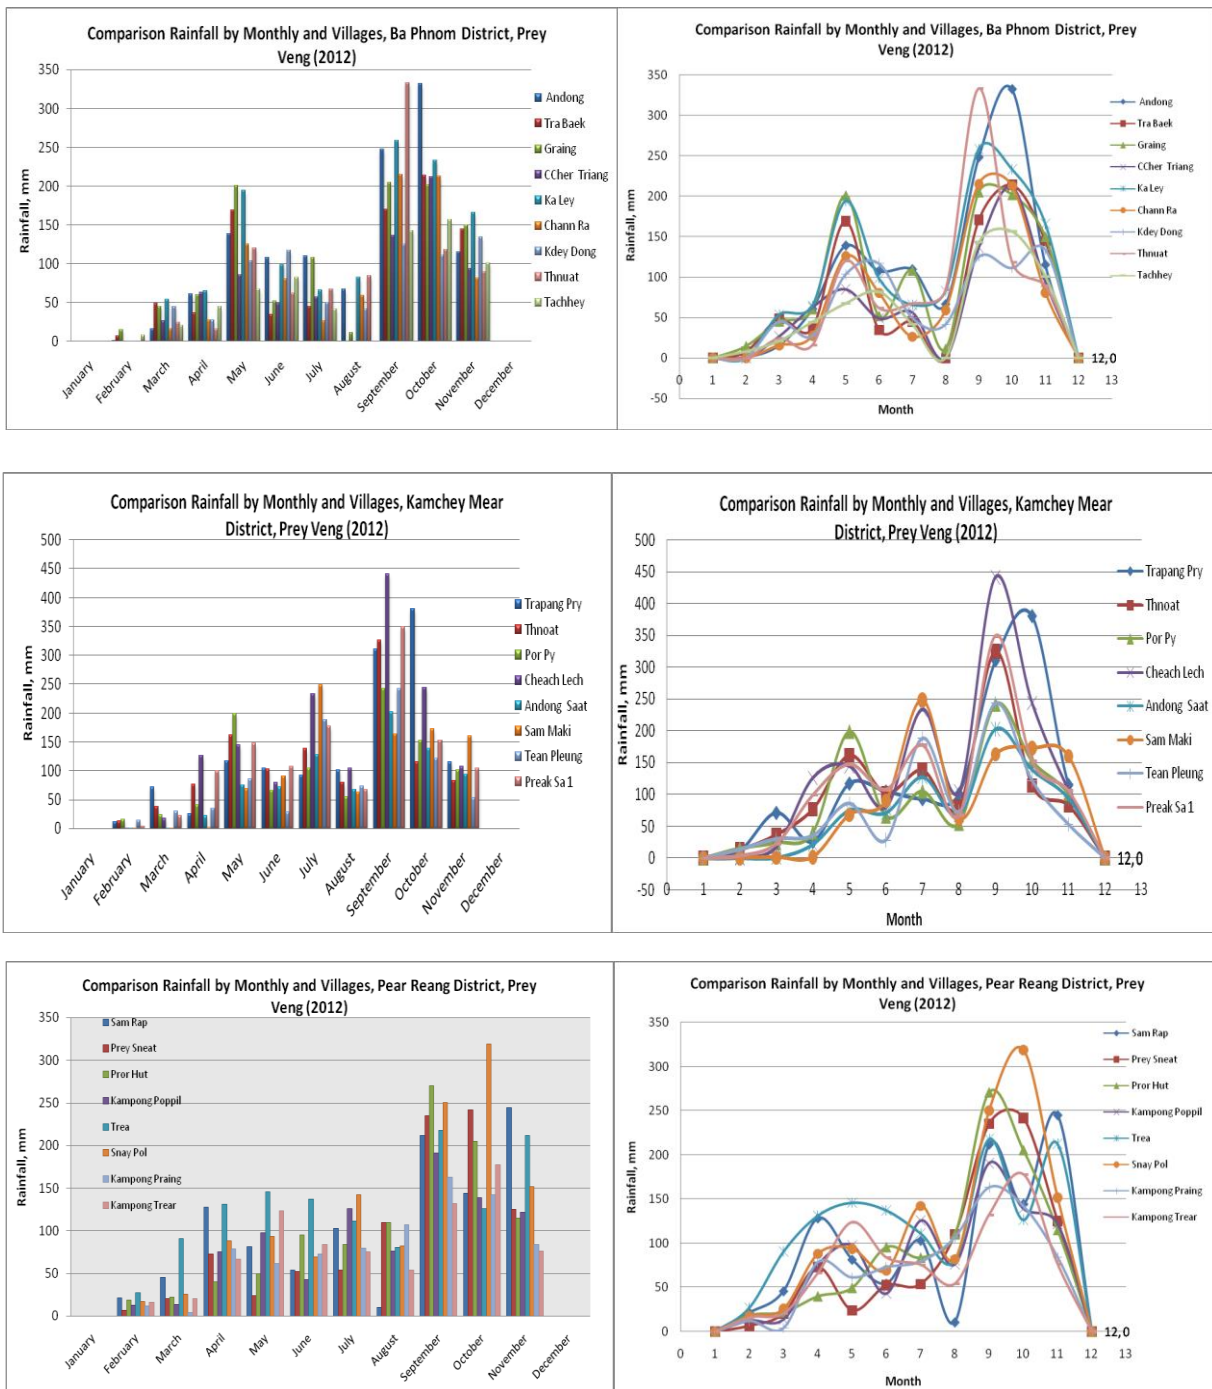 Comparison Rainfall by Monthly and Villages, Ba Phnom District, Prey
Veng (2012)
Rainfall, mm
350
300
250
200
150
100
50
0
January
February
March
April
May
June
July
August
September
October
November
December
Andong
Tra Baek
Graing
CCher Triang
Ka Ley
Chann Ra
Kdey Dong
Thnuat
Tachhey
Comparison Rainfall by Monthly and Villages, Ba Phnom District, Prey
Veng (2012)
Rainfall, mm
350
300
250
200
150
100
50
0
-50
0 1 2 3 4 5 6 7 8 9 10 11 12 13
12, 0
Month
Andong
Tra Baek
Graing
CCher Triang
Ka Ley
Chann Ra
Kdey Dong
Thnuat
Tachhey
Comparison Rainfall by Monthly and Villages, Kamchey Mear
District, Prey Veng (2012)
Rainfall, mm
500
450
400
350
300
250
200
150
100
50
0
January
February
March
April
May
June
July
August
September
October
November
December
Trapang Pry
Thnoat
Por Py
Cheach Lech
Andong Saat
Sam Maki
Tean Pleung
Preak Sa1
Comparison Rainfall by Monthly and Villages, Kamchey Mear
District, Prey Veng (2012)
Rainfall, mm
500
450
400
350
300
250
200
150
100
50
0
-50
0 1 2 3 4 5 6 7 8 9 10 11 12 13
12, 0
Month
Trapang Pry
Thnoat
Por Py
Cheach Lech
Andong Saat
Sam Maki
Tean Pleung
Preak Sa1
Comparison Rainfall by Monthly and Villages, Pear Reang District, Prey
Veng (2012)
Rainfall, mm
350
300
250
200
150
100
50
0
Sam Rap
Prey Sneat
Pror Hut
Kampong Poppil
Trea
Snay Pol
Kampong Praing
Kampong Trear
January
February
March
April
May
June
July
August
September
October
November
December
Comparison Rainfall by Monthly and Villages, Pear Reang District, Prey
Veng (2012)
Rainfall, mm
350
300
250
200
150
100
50
0
0 1 2 3 4 5 6 7 8 9 10 11 12 13
12, 0
Month
Sam Rap
Prey Sneat
Pror Hut
Kampong Poppil
Trea
Snay Pol
Kampong Praing
Kampong Trear